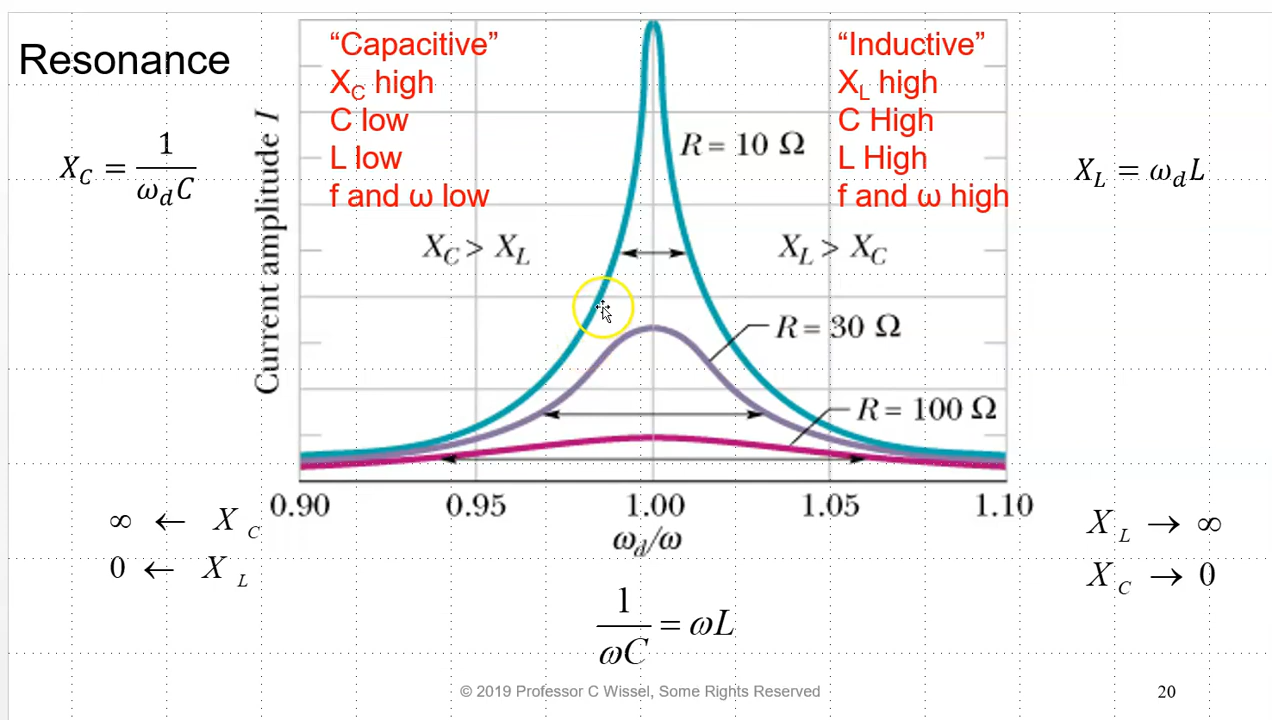 Resonance
“Capacitive”
X_C high
C low
L low
f and ω low
“Inductive”
X_L high
C High
L High
f and ω high
X_C = 1/(ω_d C)
X_L = ω_d L
Current amplitude I
R = 10 Ω
X_C > X_L
X_L > X_C
R = 30 Ω
R = 100 Ω
0.90 0.95 1.00 1.05 1.10
ω_d/ω
∞ ← X_C
0 ← X_L
X_L → ∞
X_C → 0
1/(ωC) = ωL
© 2019 Professor C Wissel, Some Rights Reserved
20